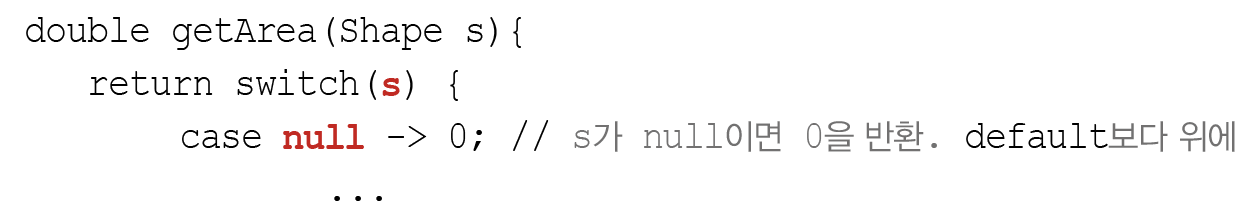 double getArea(Shape s){
return switch(s) {
case null -> 0; // s가 null이면 0을 반환. default보다 위에
...